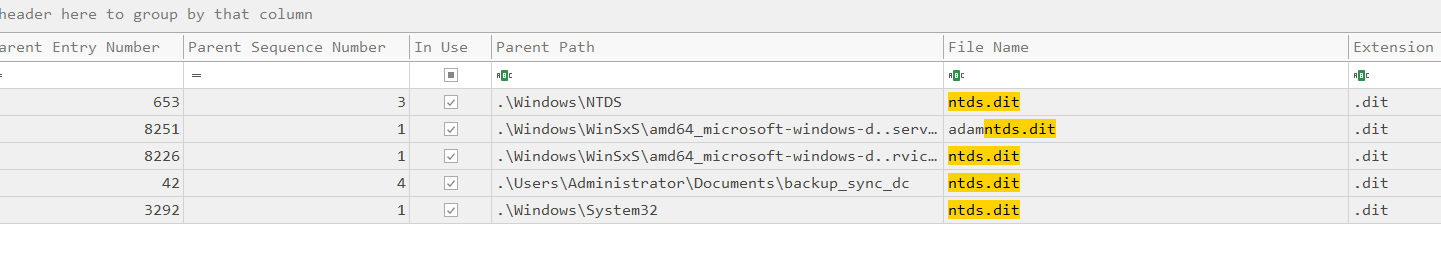 header here to group by that column
arent Entry Number Parent Sequence Number In Use Parent Path File Name Extension
= = ABC ABC ABC
653 3 .\Windows\NTDS ntds.dit .dit
8251 1 .\Windows\WinSxS\amd64_microsoft-windows-d..serv… adamntds.dit .dit
8226 1 .\Windows\WinSxS\amd64_microsoft-windows-d..rvic… ntds.dit .dit
42 4 .\Users\Administrator\Documents\backup_sync_dc ntds.dit .dit
3292 1 .\Windows\System32 ntds.dit .dit